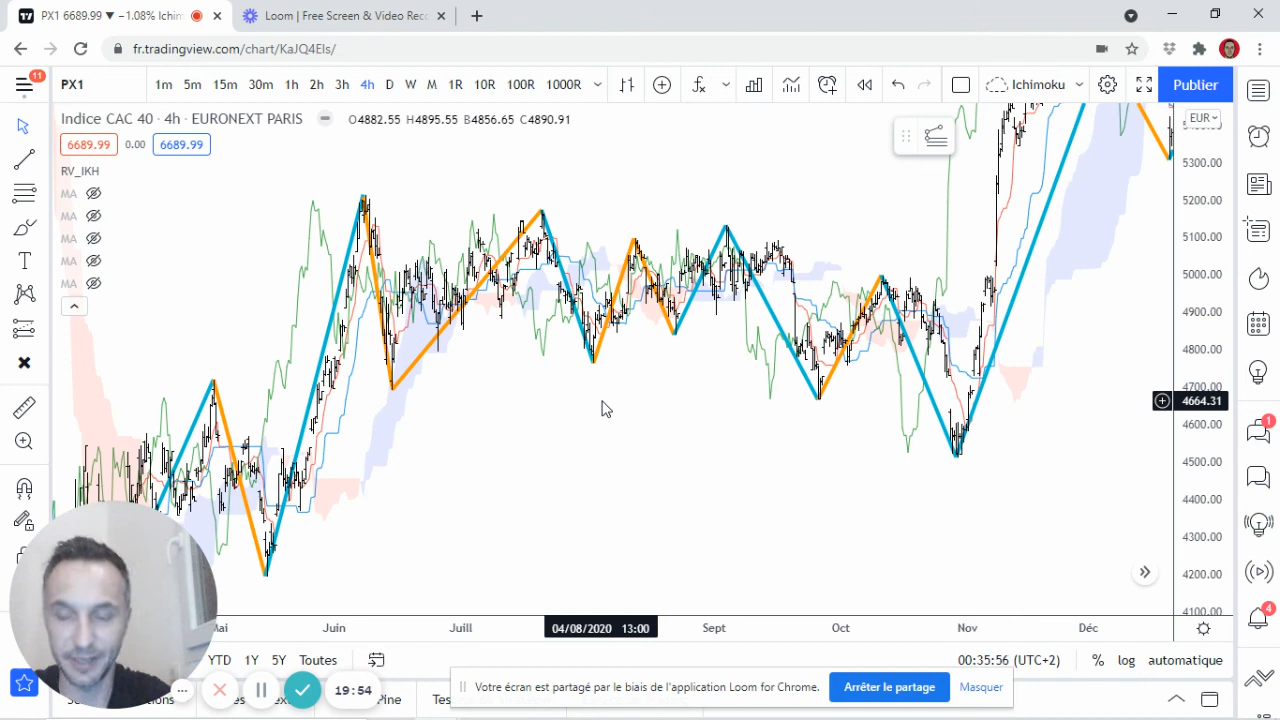 PX1 6689.99 ▼ −1.08% Ichim
Loom | Free Screen & Video Rec
fr.tradingview.com/chart/KaJQ4EIs/
11
PX1
1m 5m 15m 30m 1h 2h 3h 4h D W M 1R 10R 100R 1000R
Ichimoku
Publier
Indice CAC 40 · 4h · EURONEXT PARIS
O4882.55 H4895.55 B4856.65 C4890.91
EUR
6689.99 0.00 6689.99
RV_IKH
MA
MA
MA
MA
MA
5300.00
5200.00
5100.00
5000.00
4900.00
4800.00
4700.00
4664.31
4600.00
4500.00
4400.00
4300.00
4200.00
4100.00
1
4
Mai Juin Juill 04/08/2020 13:00 Sept Oct Nov Déc
YTD 1Y 5Y Toutes
00:35:56 (UTC+2) % log automatique
19:54
Votre écran est partagé par le biais de l'application Loom for Chrome.
Arrêter le partage
Masquer
Pine